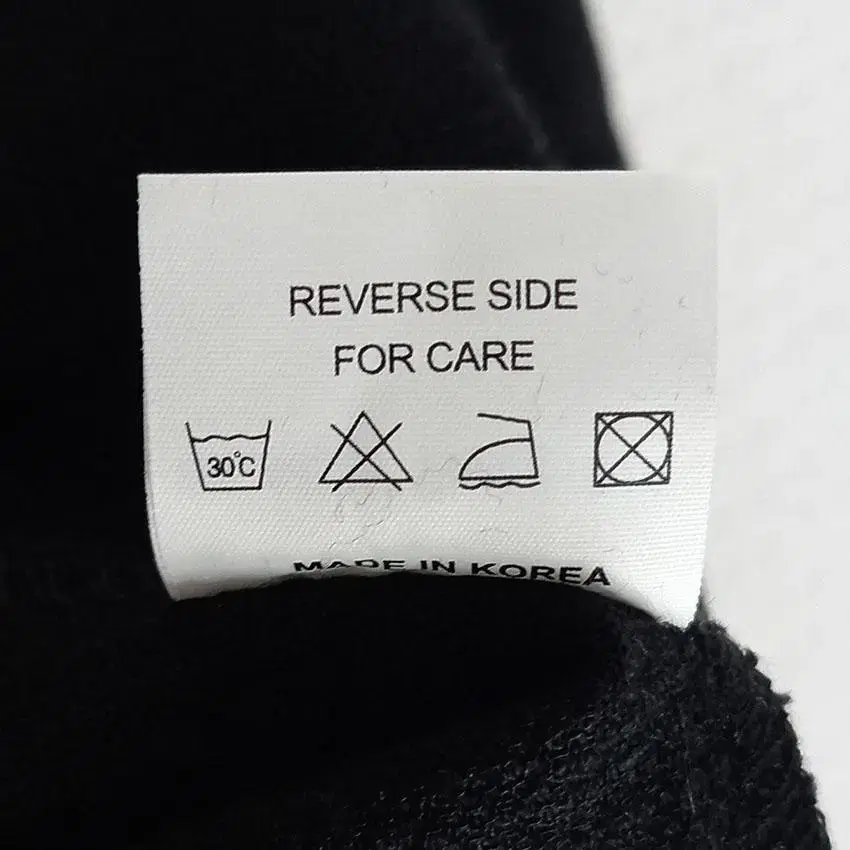 REVERSE SIDE
FOR CARE
30°C
MADE IN KOREA